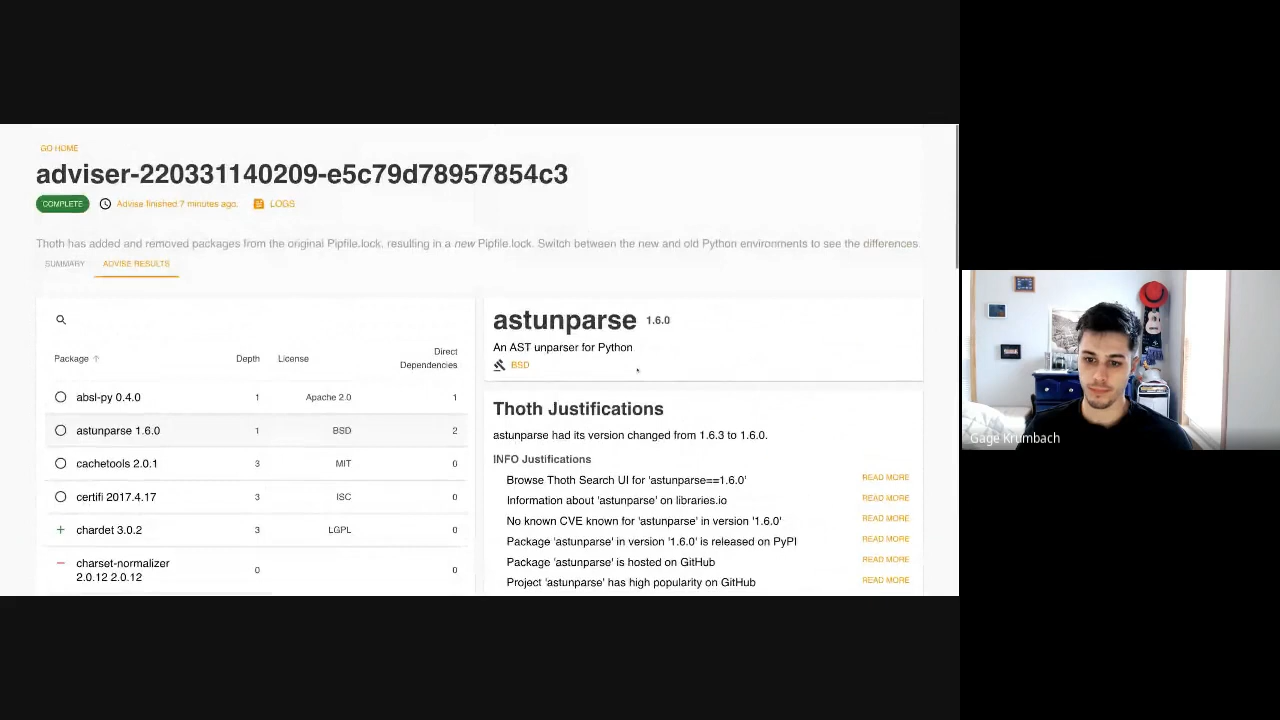 GO HOME
adviser-220331140209-e5c79d78957854c3
COMPLETE Advise finished 7 minutes ago. LOGS
Thoth has added and removed packages from the original Pipfile.lock. resulting in a new Pipfile.lock. Switch between the new and old Python environments to see the differences.
SUMMARY ADVISE RESULTS
Package Depth License Direct Dependencies
absl-py 0.4.0 1 Apache 2.0 1
astunparse 1.6.0 1 BSD 2
cachetools 2.0.1 3 MIT 0
certifi 2017.4.17 3 ISC 0
chardet 3.0.2 3 LGPL 0
charset-normalizer 2.0.12 2.0.12 0 0
astunparse 1.6.0
An AST unparser for Python
BSD
Thoth Justifications
astunparse had its version changed from 1.6.3 to 1.6.0.
INFO Justifications
Browse Thoth Search UI for 'astunparse==1.6.0' READ MORE
Information about 'astunparse' on libraries.io READ MORE
No known CVE known for 'astunparse' in version '1.6.0' READ MORE
Package 'astunparse' in version '1.6.0' is released on PyPI READ MORE
Package 'astunparse' is hosted on GitHub READ MORE
Project 'astunparse' has high popularity on GitHub READ MORE
Gage Krumbach